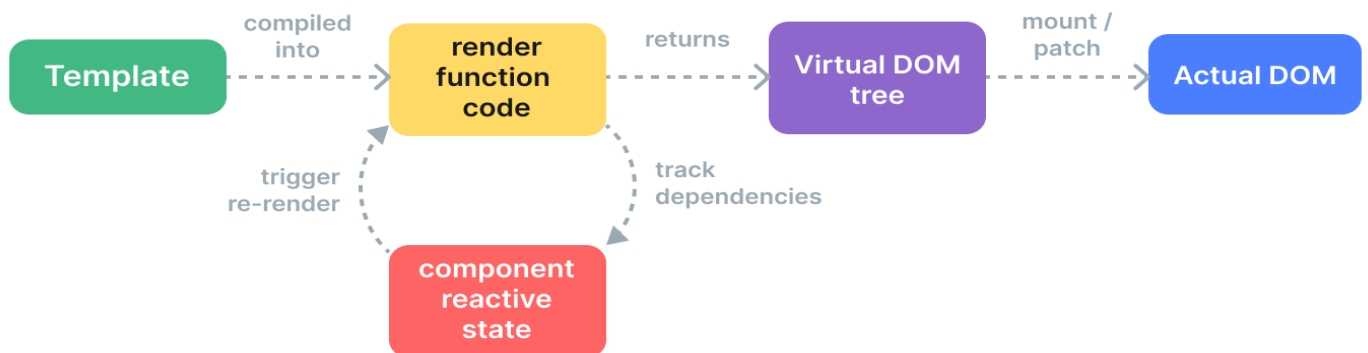 compiled
into
Template
render
function
code
returns
Virtual DOM
tree
mount /
patch
Actual DOM
trigger
re-render
track
dependencies
component
reactive
state